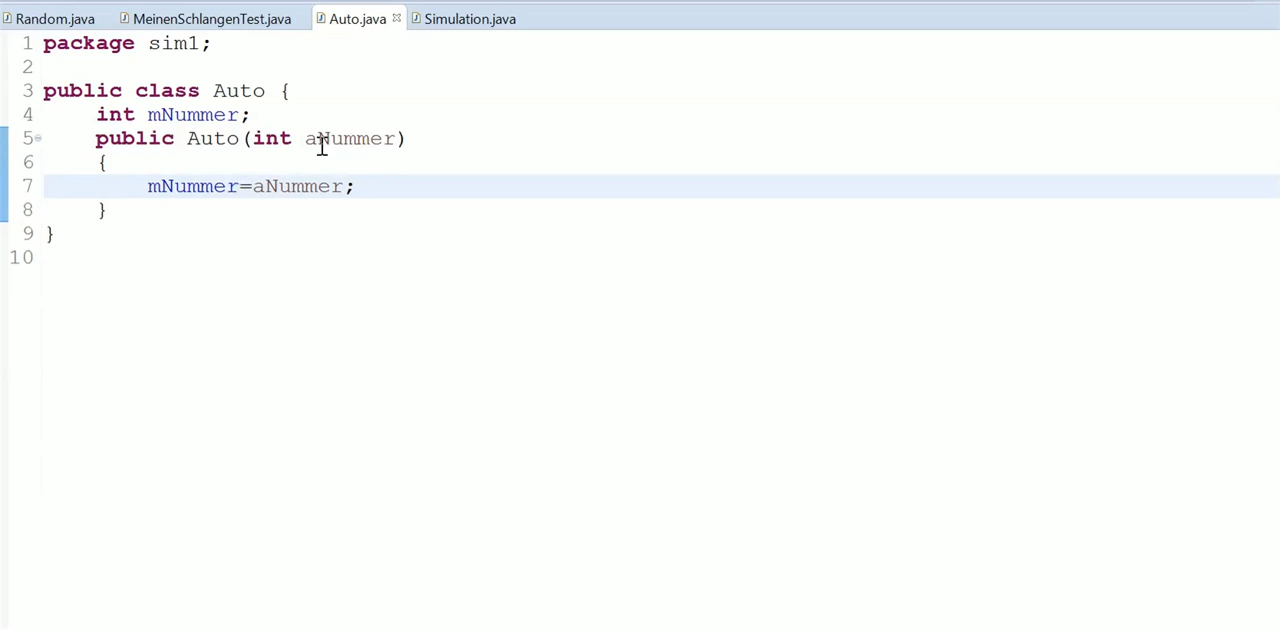 Random.java MeinenSchlangenTest.java Auto.java Simulation.java
1 package sim1;
2
3 public class Auto {
4 int mNummer;
5 public Auto(int aNummer)
6 {
7 mNummer=aNummer;
8 }
9 }
10